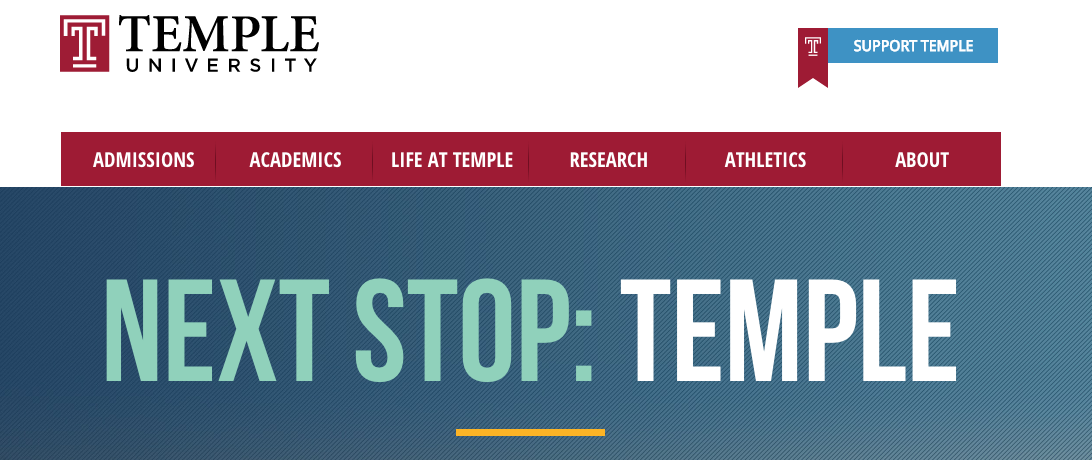 TEMPLE
UNIVERSITY
SUPPORT TEMPLE
ADMISSIONS ACADEMICS LIFE AT TEMPLE RESEARCH ATHLETICS ABOUT
NEXT STOP: TEMPLE